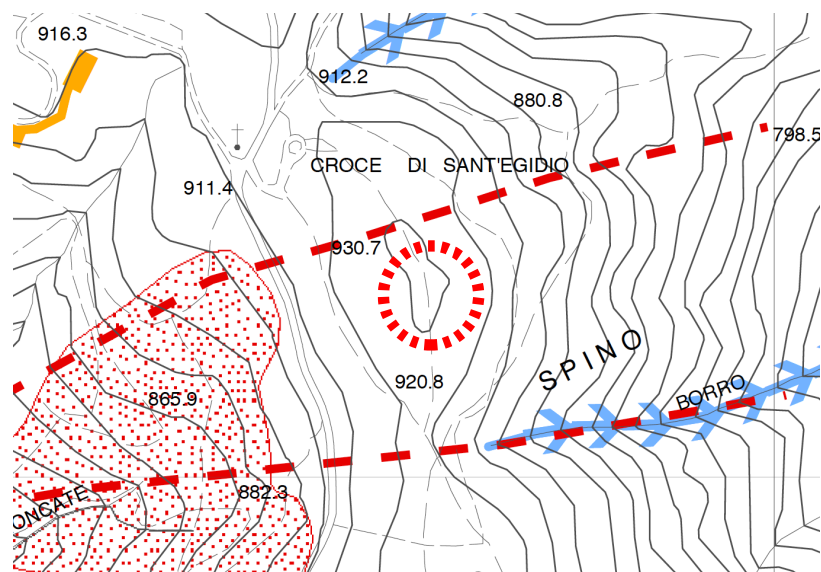 916.3
912.2
880.8
798.5
CROCE DI SANT'EGIDIO
911.4
930.7
SPINO
920.8
BORRO
865.9
882.3
ONCATE